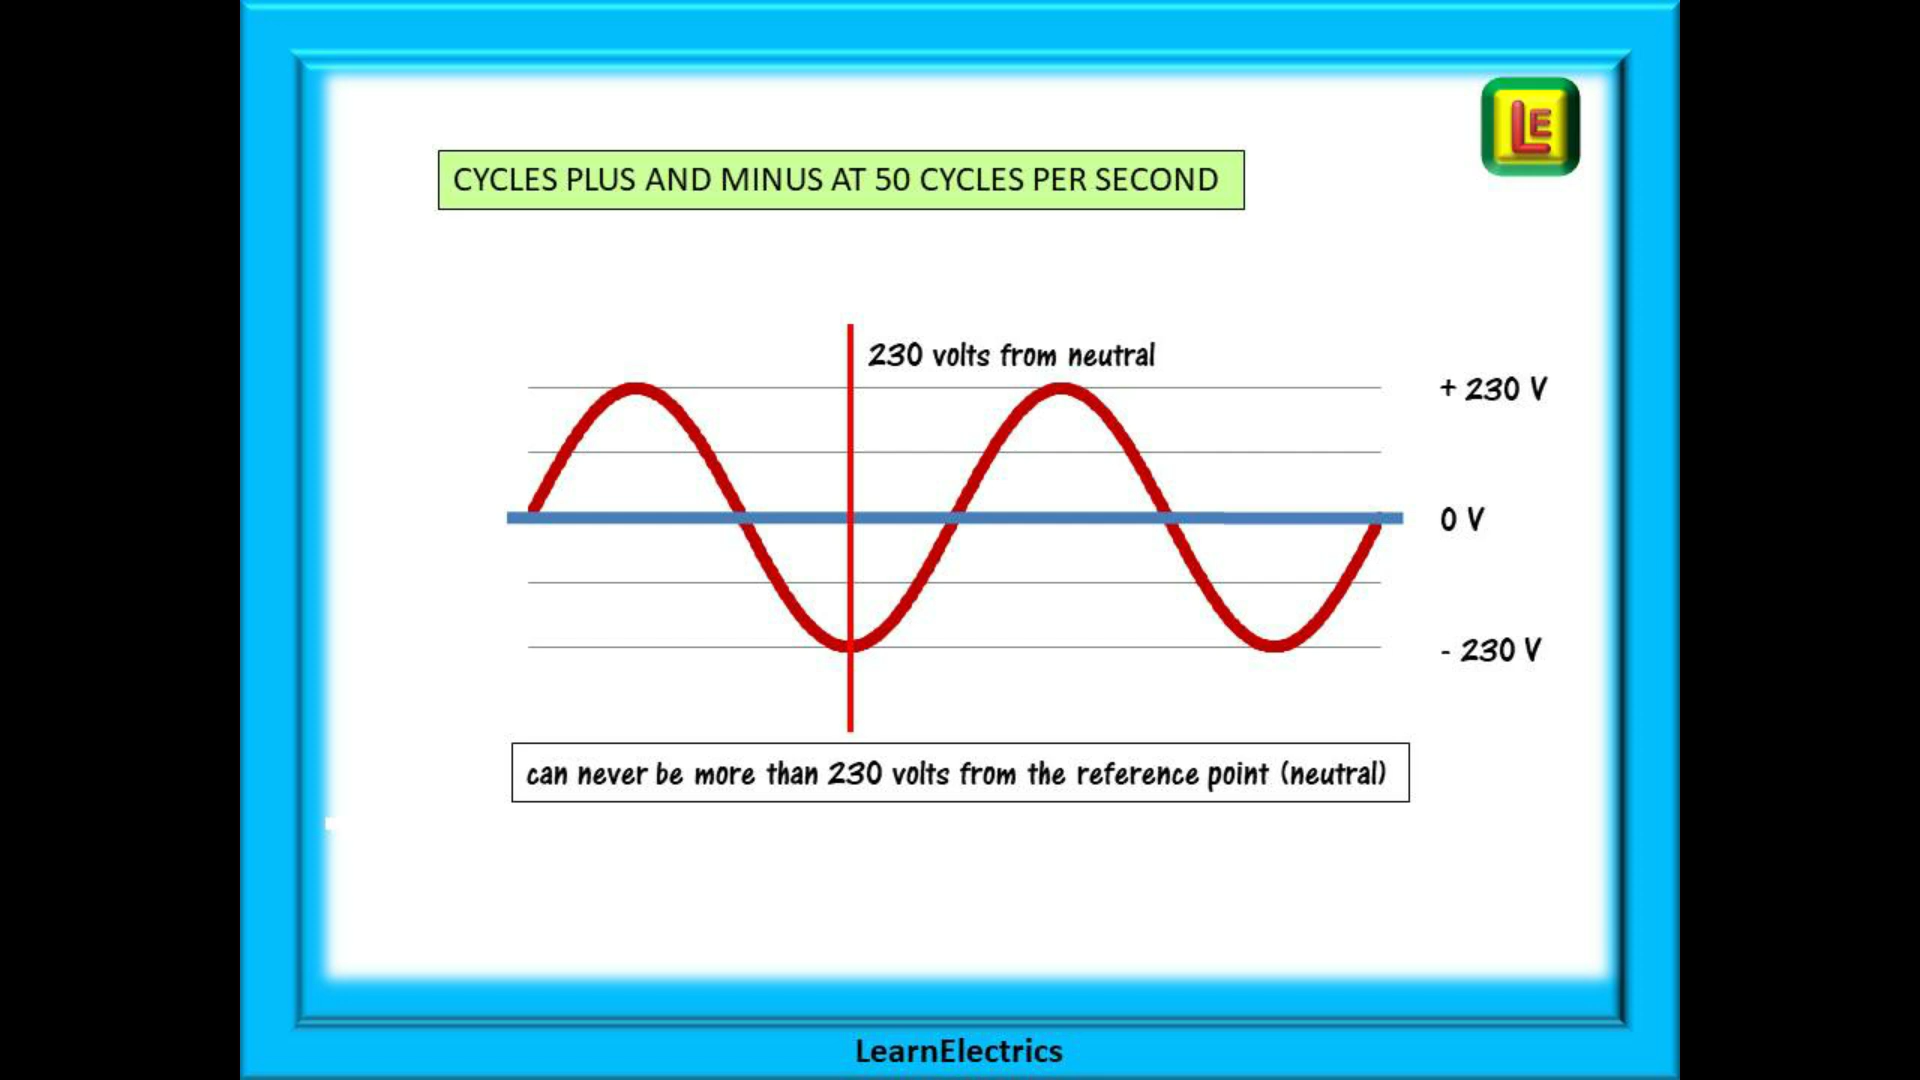 LE
CYCLES PLUS AND MINUS AT 50 CYCLES PER SECOND
230 volts from neutral
+ 230 V
0 V
- 230 V
can never be more than 230 volts from the reference point (neutral)
LearnElectrics